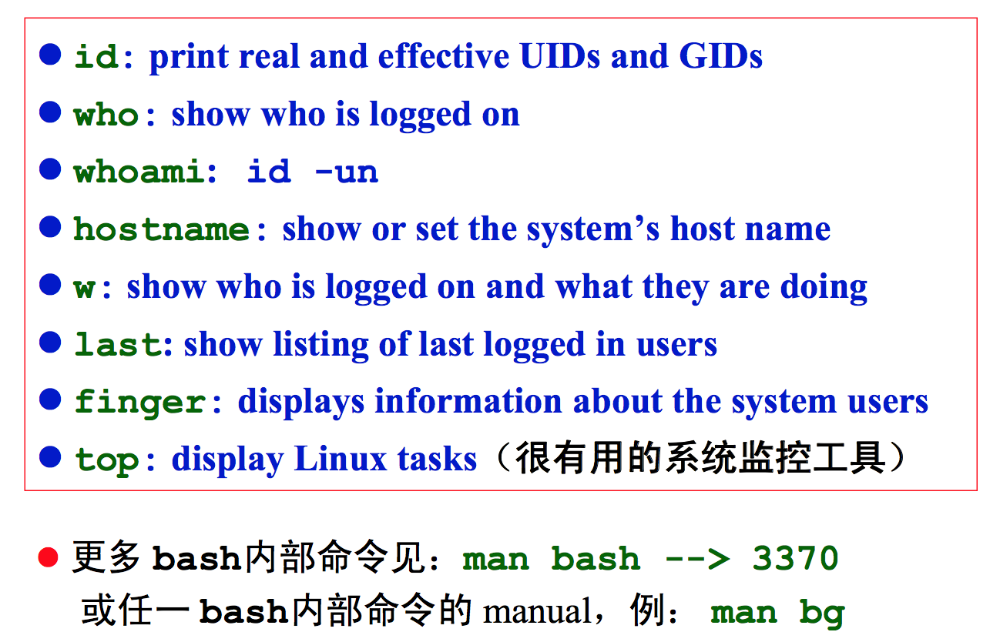 ● id: print real and effective UIDs and GIDs
● who: show who is logged on
● whoami: id -un
● hostname: show or set the system’s host name
● w: show who is logged on and what they are doing
● last: show listing of last logged in users
● finger: displays information about the system users
● top: display Linux tasks（很有用的系统监控工具）
● 更多 bash内部命令见：man bash --> 3370
或任一 bash内部命令的 manual，例： man bg